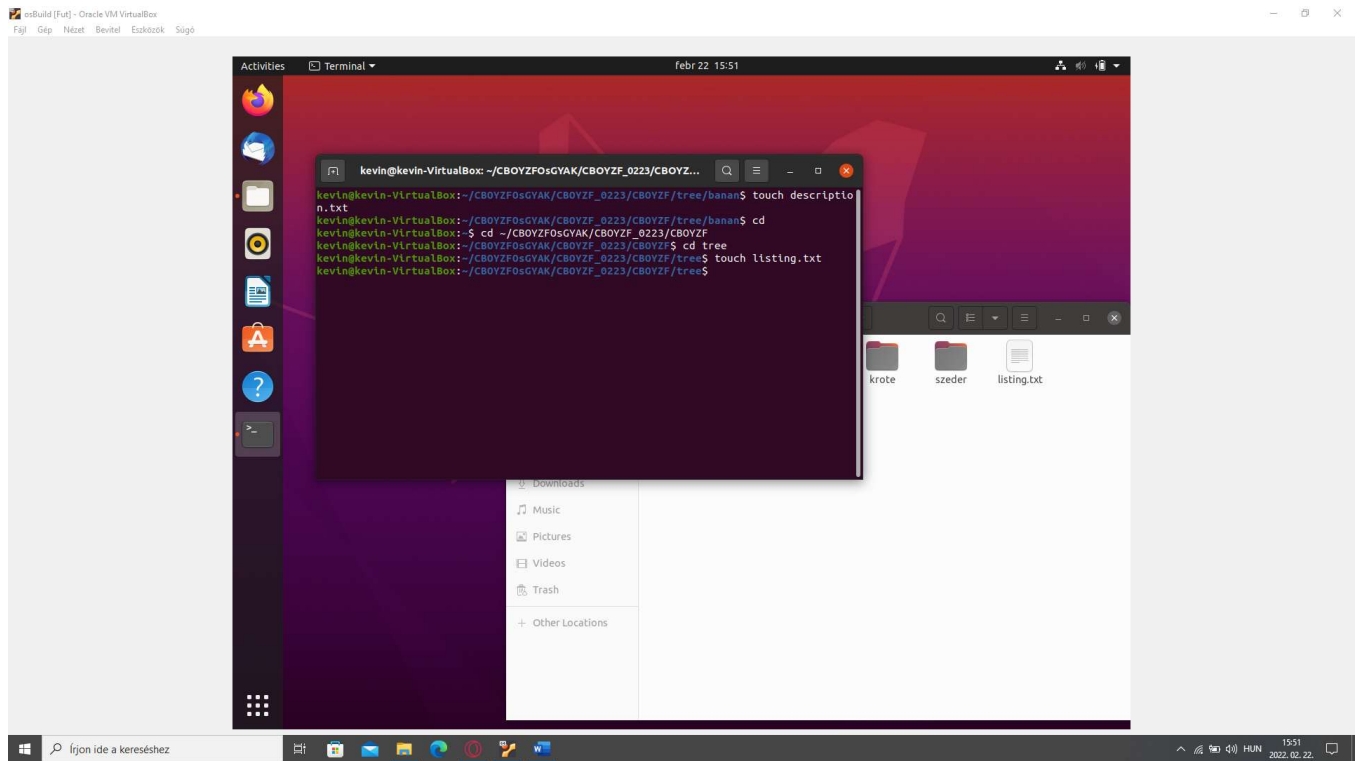 osBuild [Fut] - Oracle VM VirtualBox
Fájl Gép Nézet Bevitel Eszközök Súgó
Activities Terminal febr 22 15:51
kevin@kevin-VirtualBox: ~/CBOYZFOsGYAK/CBOYZF_0223/CBOYZ...
kevin@kevin-VirtualBox:~/CBOYZFOsGYAK/CBOYZF_0223/CBOYZF/tree/banan$ touch descriptio
n.txt
kevin@kevin-VirtualBox:~/CBOYZFOsGYAK/CBOYZF_0223/CBOYZF/tree/banan$ cd
kevin@kevin-VirtualBox:~$ cd ~/CBOYZFOsGYAK/CBOYZF_0223/CBOYZF
kevin@kevin-VirtualBox:~/CBOYZFOsGYAK/CBOYZF_0223/CBOYZF$ cd tree
kevin@kevin-VirtualBox:~/CBOYZFOsGYAK/CBOYZF_0223/CBOYZF/tree$ touch listing.txt
kevin@kevin-VirtualBox:~/CBOYZFOsGYAK/CBOYZF_0223/CBOYZF/tree$
krote szeder listing.txt
Downloads
Music
Pictures
Videos
Trash
+ Other Locations
Írjon ide a kereséshez
HUN
15:51
2022. 02. 22.